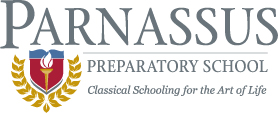 PARNASSUS
PREPARATORY SCHOOL
Classical Schooling for the Art of Life